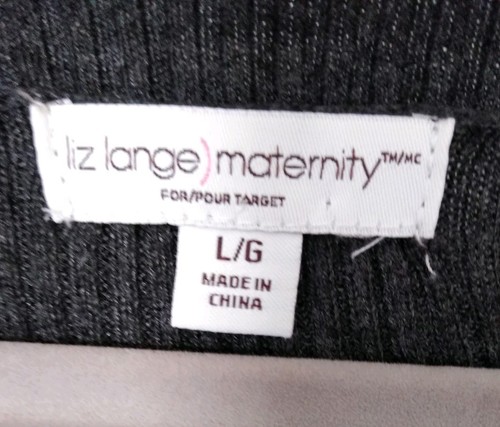 liz lange) maternity™/MC
FOR/POUR TARGET
L/G
MADE IN
CHINA